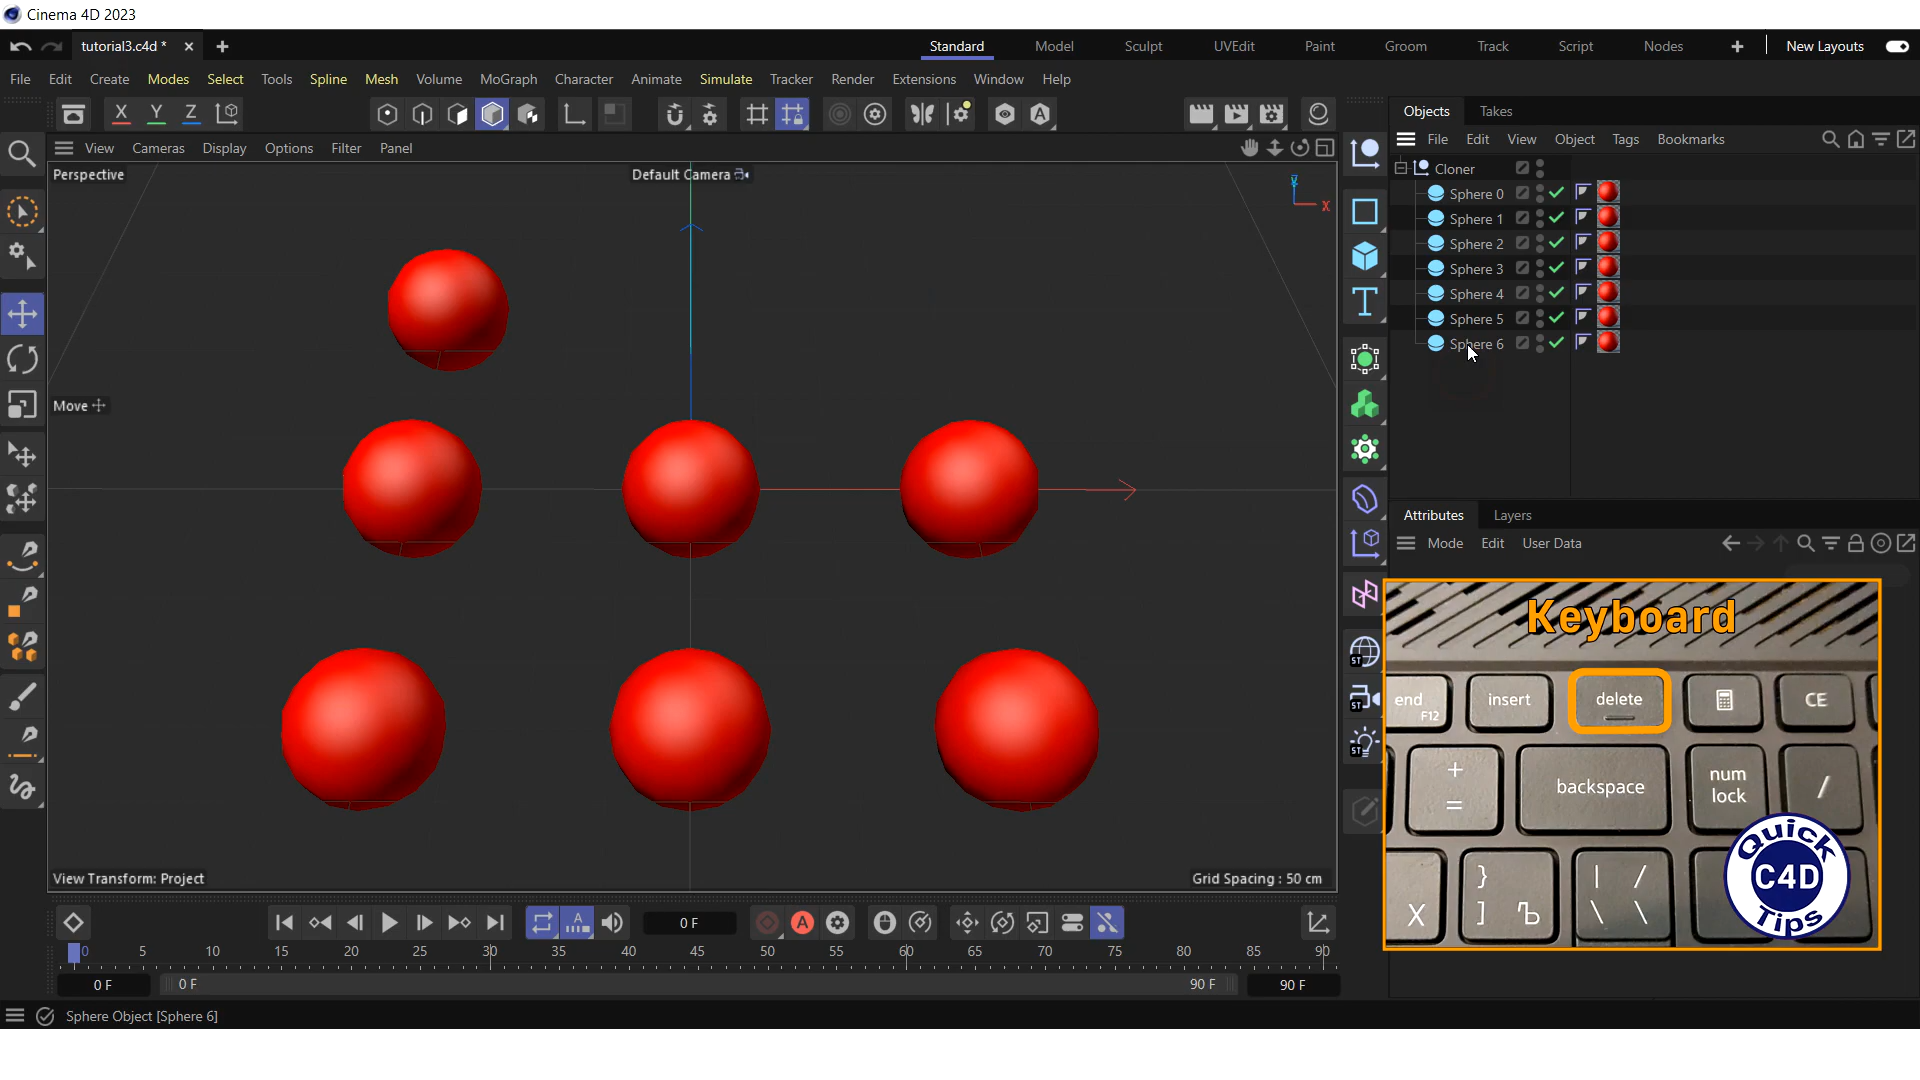 Cinema 4D 2023
tutorial3.c4d *
Standard Model Sculpt UVEdit Paint Groom Track Script Nodes New Layouts
File Edit Create Modes Select Tools Spline Mesh Volume MoGraph Character Animate Simulate Tracker Render Extensions Window Help
X Y Z
Objects Takes
File Edit View Object Tags Bookmarks
View Cameras Display Options Filter Panel
Perspective
Default Camera
Y
X
Move
View Transform: Project
Grid Spacing : 50 cm
Cloner
Sphere 0
Sphere 1
Sphere 2
Sphere 3
Sphere 4
Sphere 5
Sphere 6
Attributes Layers
Mode Edit User Data
ST
ST
ST
Keyboard
end insert delete CE
F12
+
=
backspace
num
lock
/
X
}
] Ъ
| /
\ \
Quick
C4D
Tips
A
0 F
A
0 5 10 15 20 25 30 35 40 45 50 55 60 65 70 75 80 85 90
0 F 0 F 90 F 90 F
Sphere Object [Sphere 6]